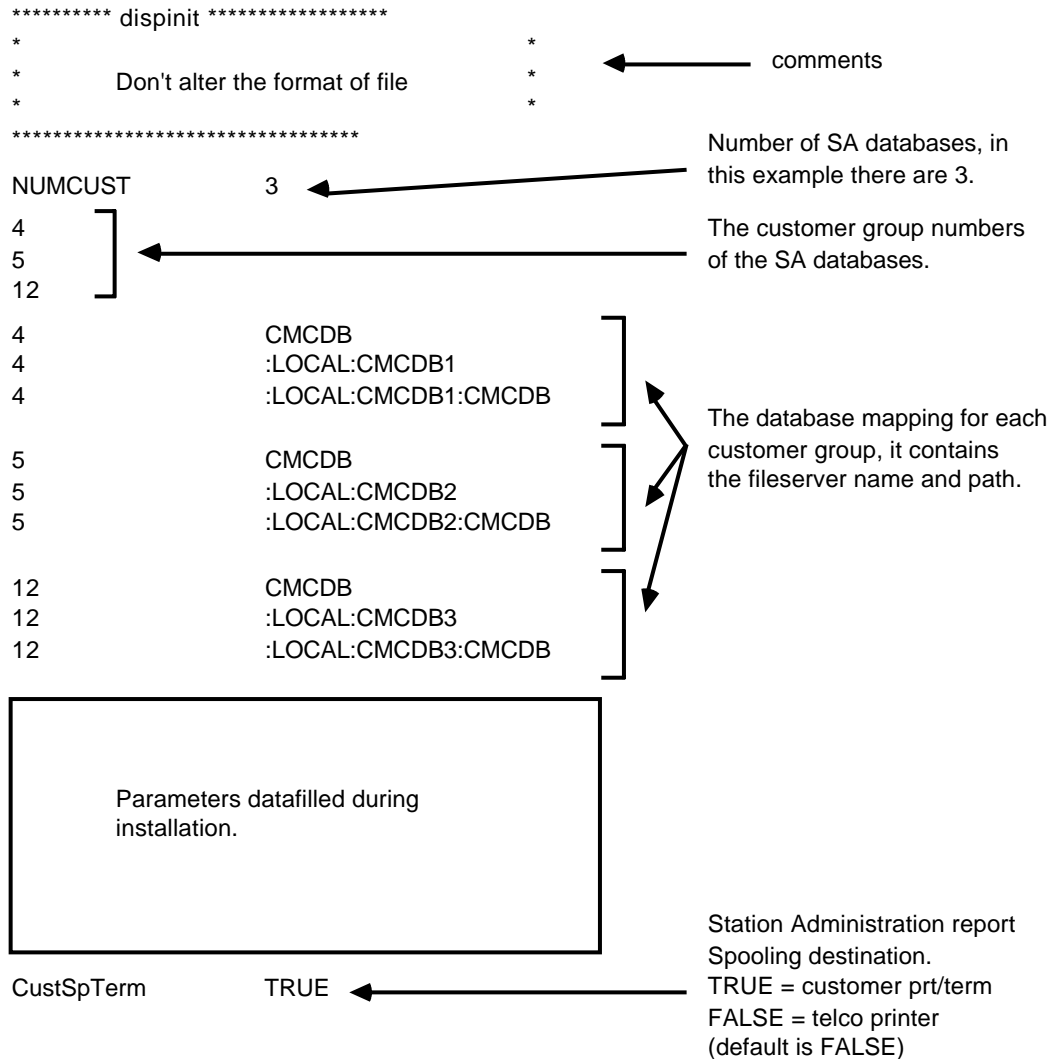 ********** dispinit ******************
* *
* Don't alter the format of file *
* *
**********************************
comments
NUMCUST 3
Number of SA databases, in
this example there are 3.
4
5
12
The customer group numbers
of the SA databases.
4 CMCDB
4 :LOCAL:CMCDB1
4 :LOCAL:CMCDB1:CMCDB
5 CMCDB
5 :LOCAL:CMCDB2
5 :LOCAL:CMCDB2:CMCDB
12 CMCDB
12 :LOCAL:CMCDB3
12 :LOCAL:CMCDB3:CMCDB
The database mapping for each
customer group, it contains
the fileserver name and path.
Parameters datafilled during
installation.
CustSpTerm TRUE
Station Administration report
Spooling destination.
TRUE = customer prt/term
FALSE = telco printer
(default is FALSE)